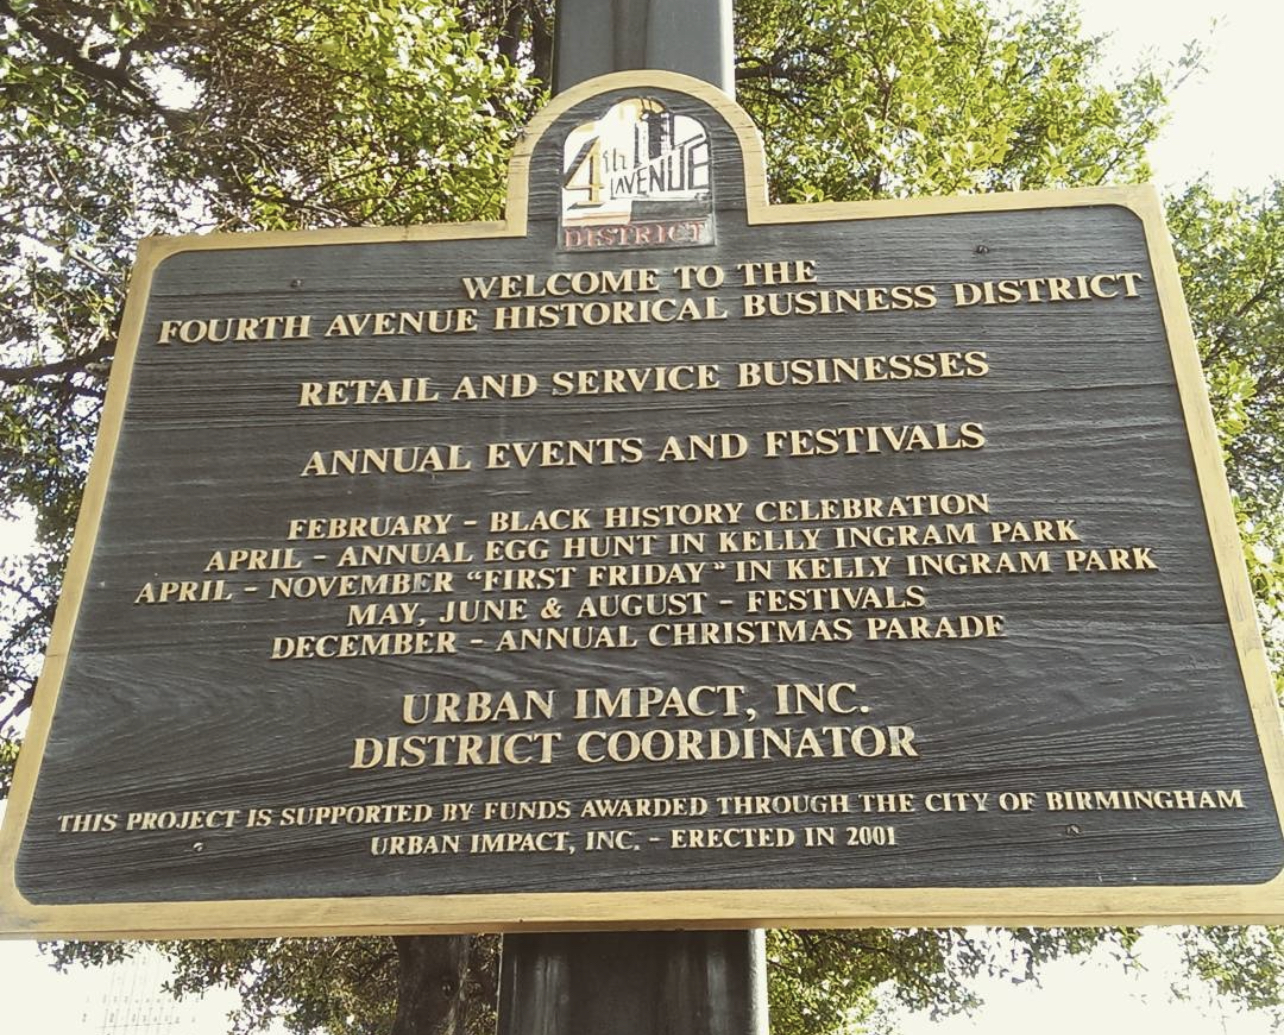 4th AVENUE
DISTRICT
WELCOME TO THE
FOURTH AVENUE HISTORICAL BUSINESS DISTRICT
RETAIL AND SERVICE BUSINESSES
ANNUAL EVENTS AND FESTIVALS
FEBRUARY - BLACK HISTORY CELEBRATION
APRIL - ANNUAL EGG HUNT IN KELLY INGRAM PARK
APRIL - NOVEMBER "FIRST FRIDAY" IN KELLY INGRAM PARK
MAY, JUNE & AUGUST - FESTIVALS
DECEMBER - ANNUAL CHRISTMAS PARADE
URBAN IMPACT, INC.
DISTRICT COORDINATOR
THIS PROJECT IS SUPPORTED BY FUNDS AWARDED THROUGH THE CITY OF BIRMINGHAM
URBAN IMPACT, INC. - ERECTED IN 2001